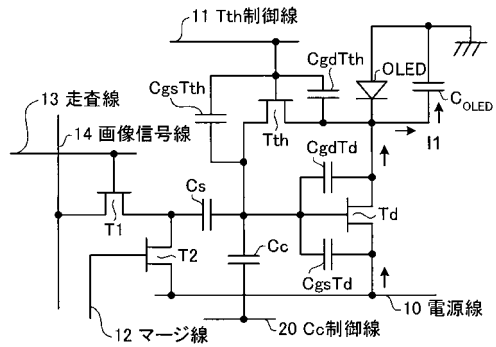 11 Tth制御線
CgdTth
OLED
CgsTth
COLED
13 走査線
14 画像信号線
Tth
I1
CgdTd
Cs
Td
T1
T2
Cc
CgsTd
10 電源線
12 マージ線
20 Cc制御線